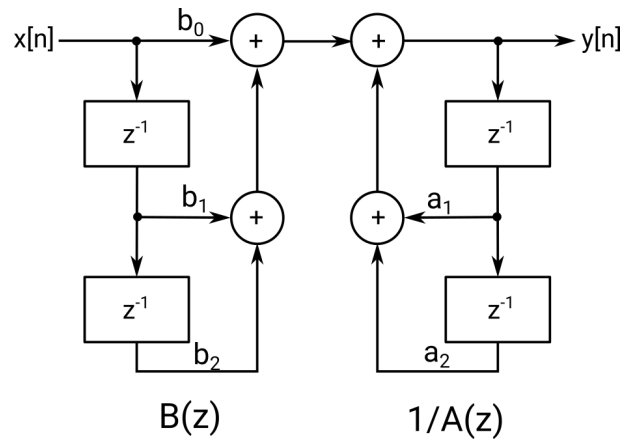 x[n] b₀ + + y[n]
z⁻¹ z⁻¹
b₁ + + a₁
z⁻¹ z⁻¹
b₂ a₂
B(z) 1/A(z)